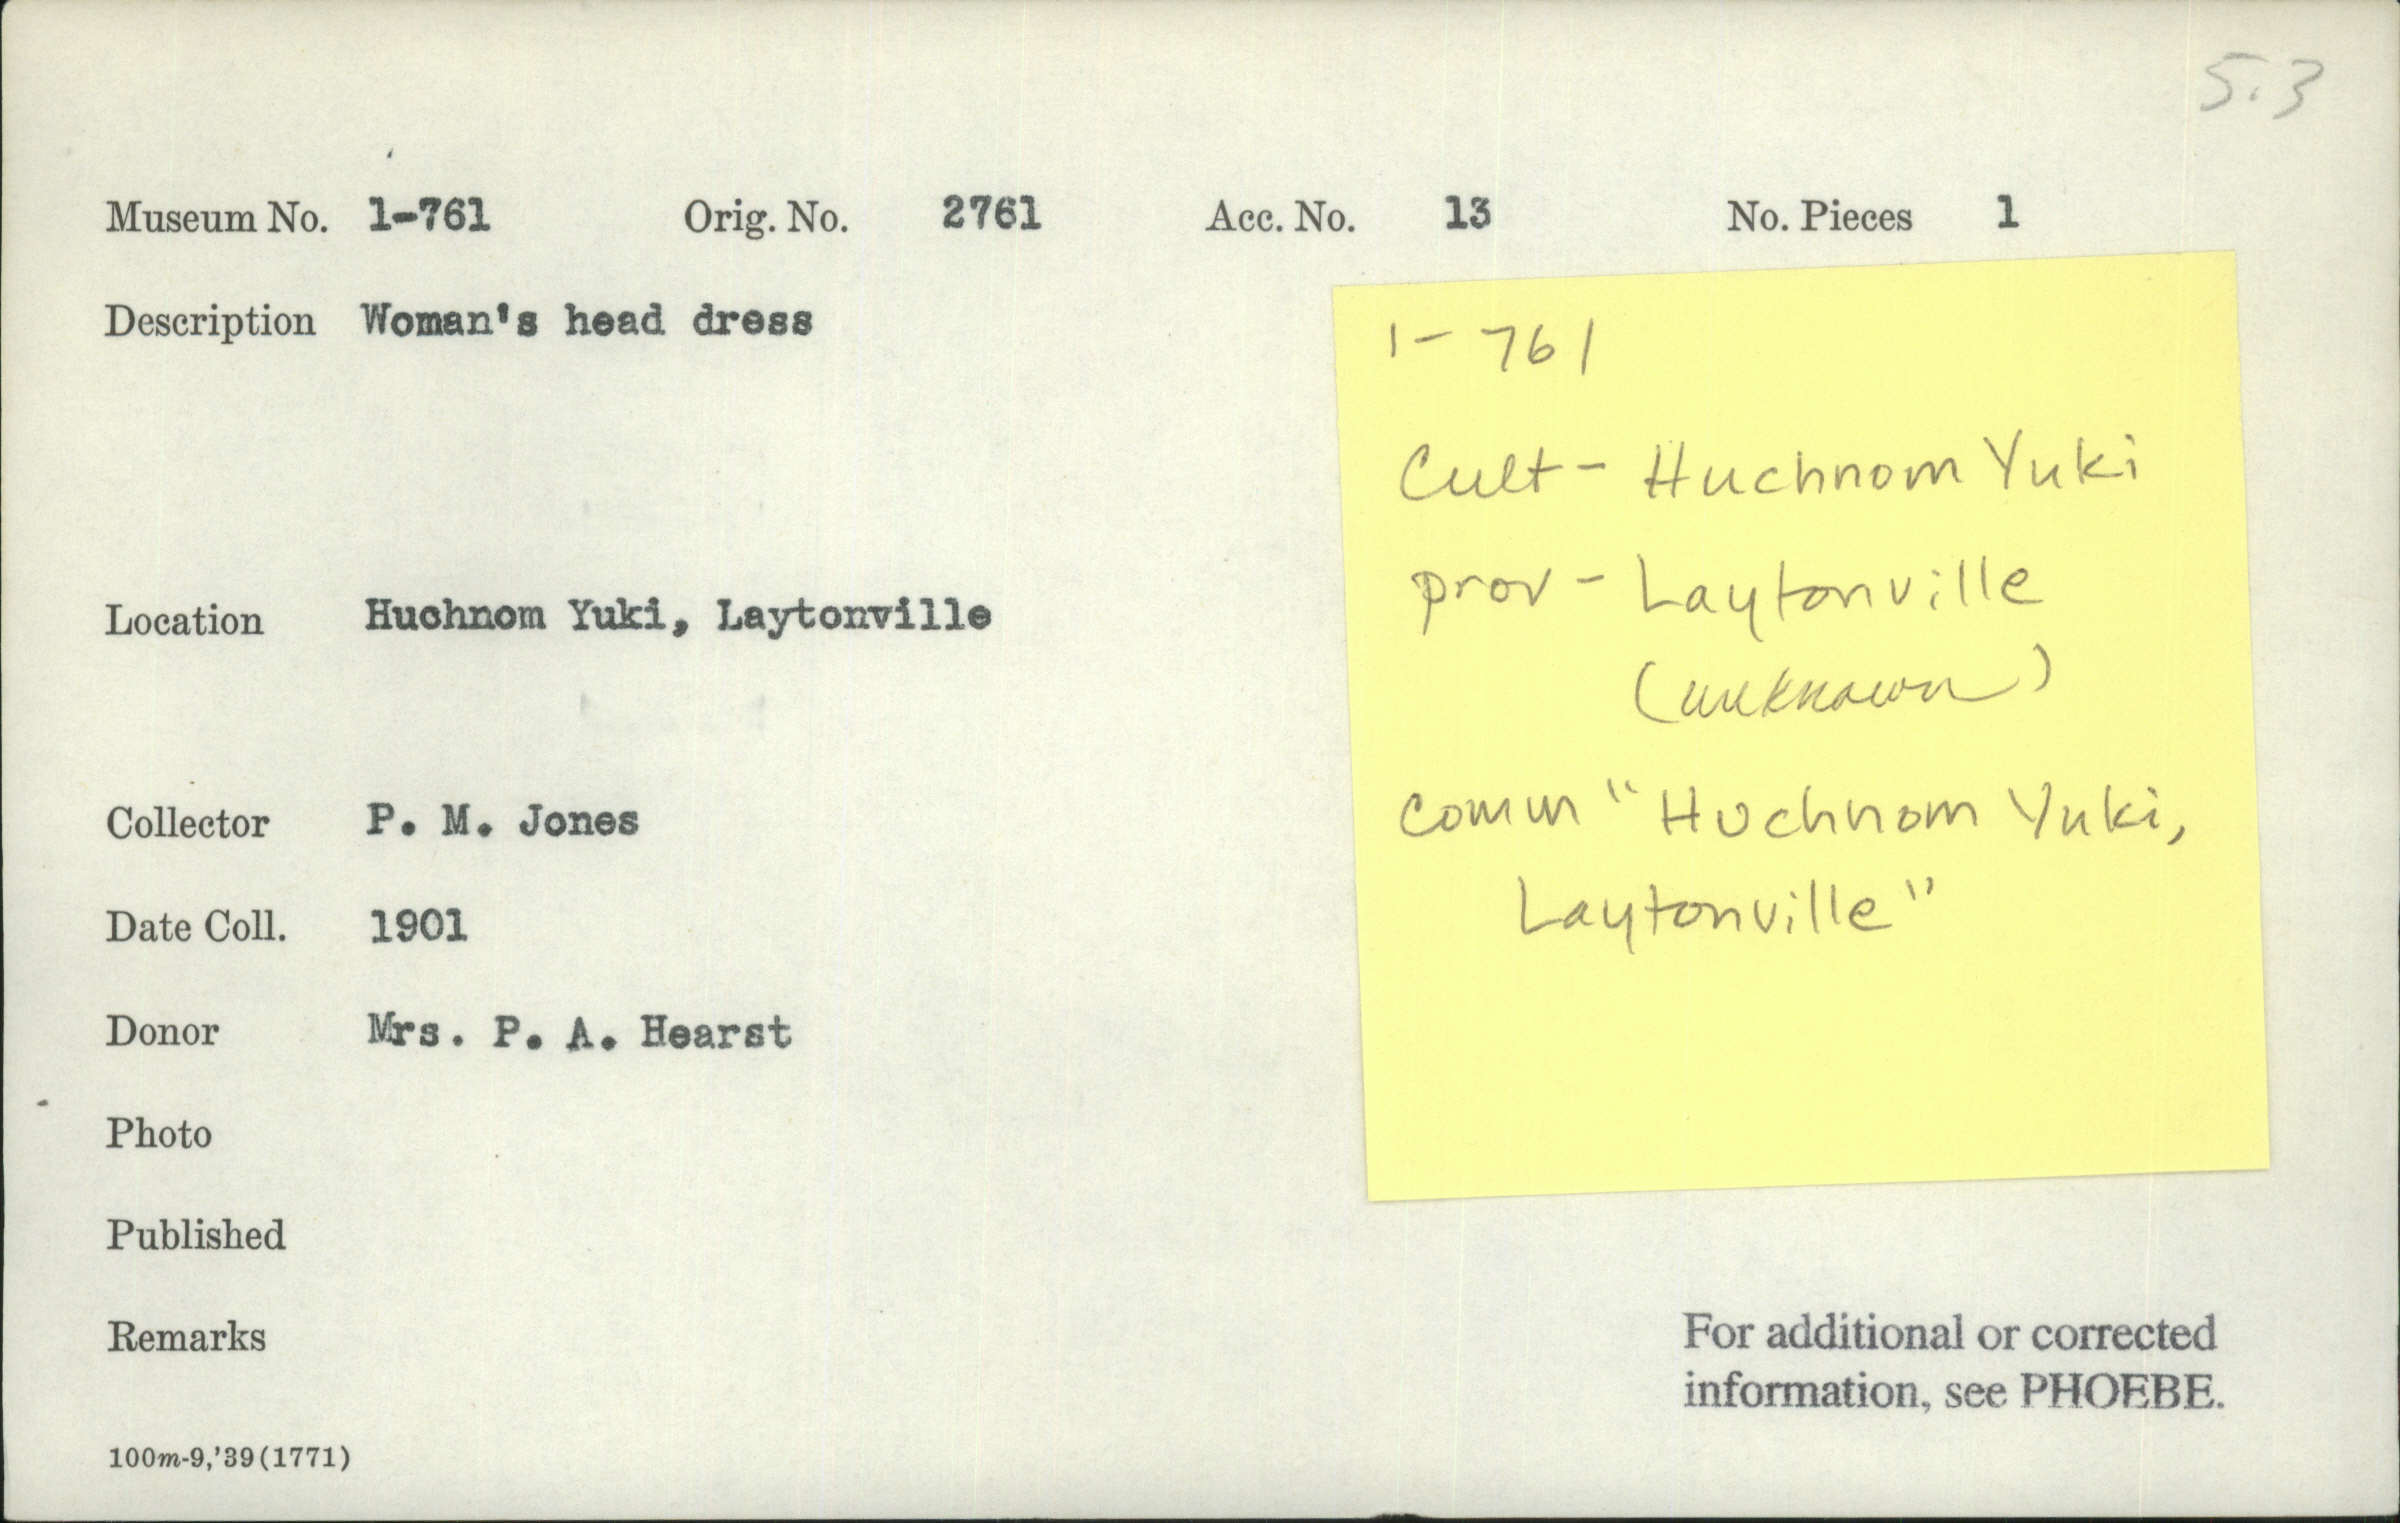 5.3
Museum No. 1-761 Orig. No. 2761 Acc. No. 13 No. Pieces 1
Description Woman's head dress
Location Huchnom Yuki, Laytonville
Collector P. M. Jones
Date Coll. 1901
Donor Mrs. P. A. Hearst
Photo
Published
Remarks
100m-9,'39(1771)
1-761
Cult- Huchnom Yuki
prov- Laytonville
(unknown)
comm "Huchnom Yuki,
Laytonville"
For additional or corrected
information, see PHOEBE.